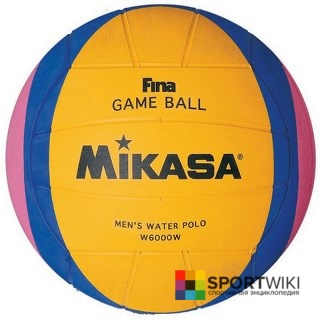 Fina
GAME BALL
MIKASA
MEN'S WATER POLO
W6000W
SPORTWIKI
СПОРТИВНАЯ ЭНЦИКЛОПЕДИЯ